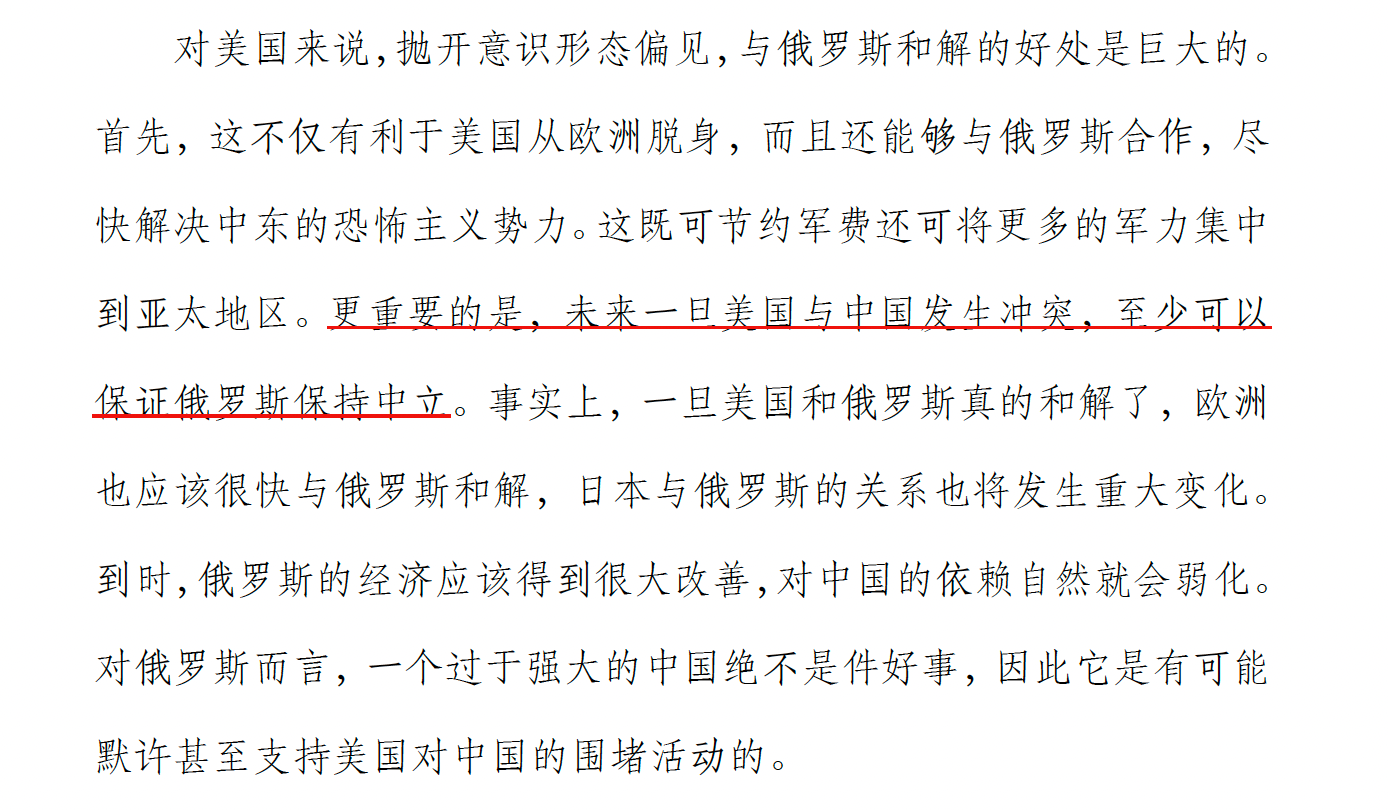 对美国来说,抛开意识形态偏见,与俄罗斯和解的好处是巨大的。
首先，这不仅有利于美国从欧洲脱身，而且还能够与俄罗斯合作，尽
快解决中东的恐怖主义势力。这既可节约军费还可将更多的军力集中
到亚太地区。更重要的是，未来一旦美国与中国发生冲突，至少可以
保证俄罗斯保持中立。事实上，一旦美国和俄罗斯真的和解了，欧洲
也应该很快与俄罗斯和解，日本与俄罗斯的关系也将发生重大变化。
到时,俄罗斯的经济应该得到很大改善,对中国的依赖自然就会弱化。
对俄罗斯而言，一个过于强大的中国绝不是件好事，因此它是有可能
默许甚至支持美国对中国的围堵活动的。